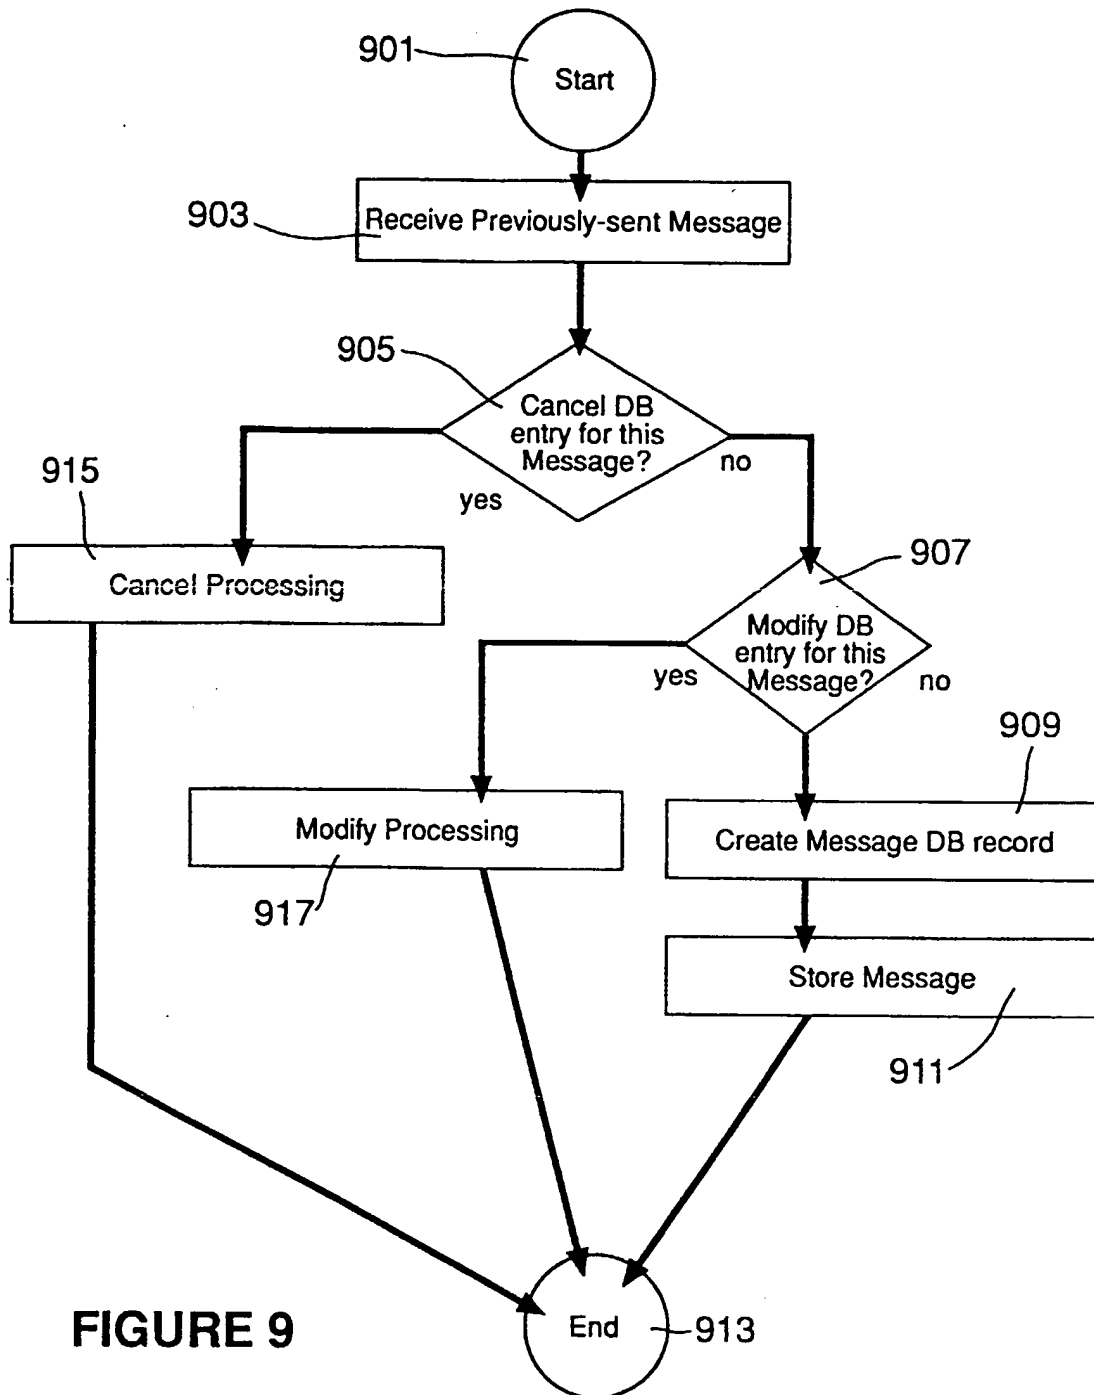 901
Start
903
Receive Previously-sent Message
905
Cancel DB
entry for this
Message?
yes
no
915
Cancel Processing
907
Modify DB
entry for this
Message?
yes
no
909
Modify Processing
Create Message DB record
917
Store Message
911
End
913
FIGURE 9